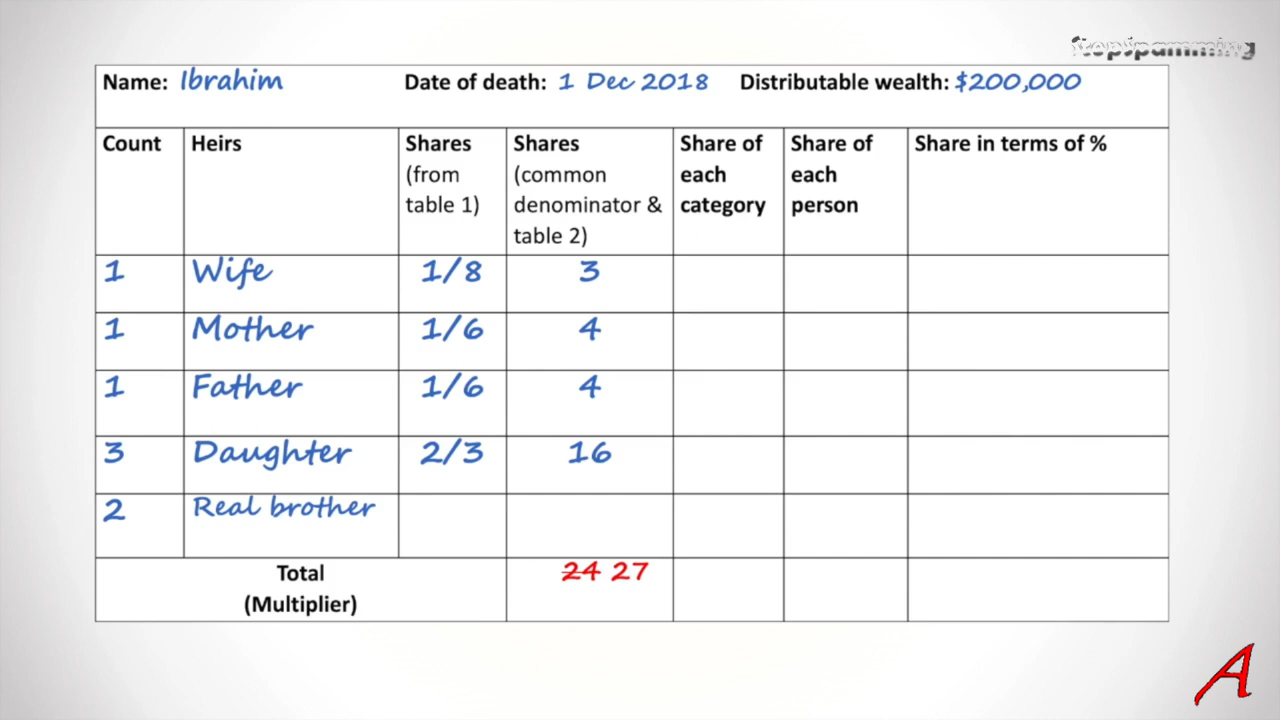 StopSpamming
Name: Ibrahim Date of death: 1 Dec 2018 Distributable wealth: $200,000
Count Heirs Shares Shares Share of Share of Share in terms of %
(from (common each each
table 1) denominator & category person
table 2)
1 Wife 1/8 3
1 Mother 1/6 4
1 Father 1/6 4
3 Daughter 2/3 16
2 Real brother
Total 24 27
(Multiplier)
A